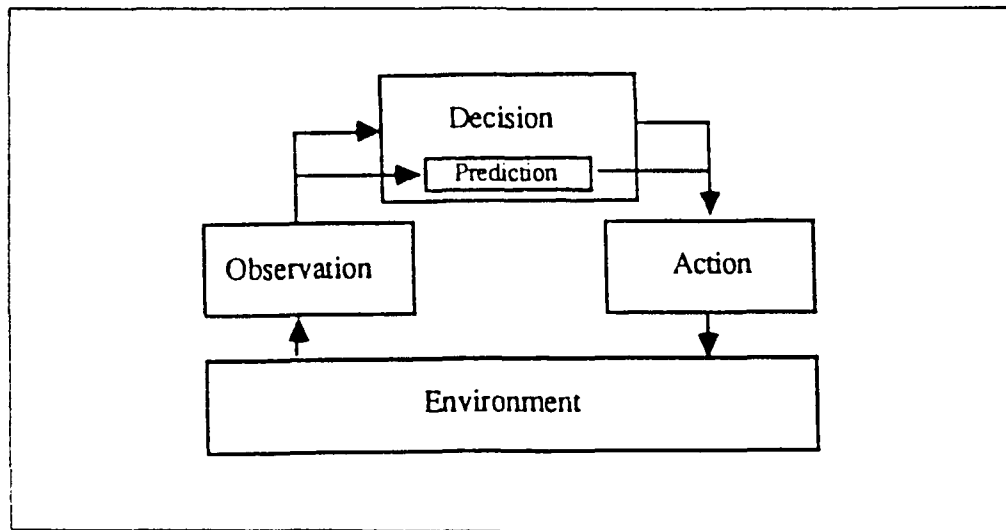 Decision
Prediction
Observation
Action
Environment